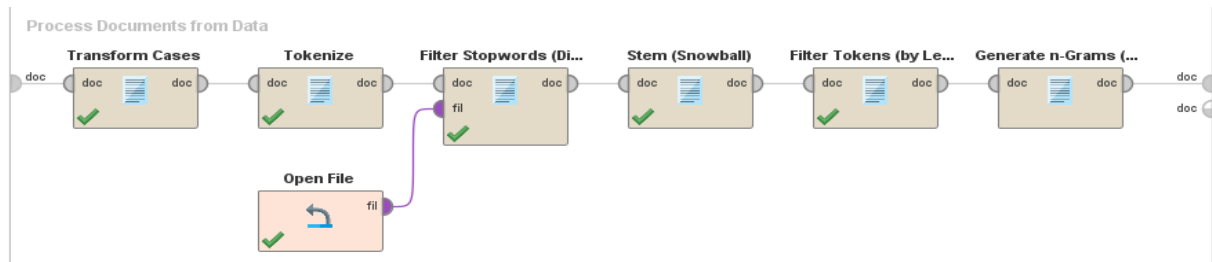 Process Documents from Data
Transform Cases Tokenize Filter Stopwords (Di... Stem (Snowball) Filter Tokens (by Le... Generate n-Grams (...
doc doc doc doc doc doc doc doc doc doc doc doc doc doc
fil doc
Open File
fil